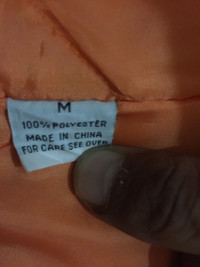 M
100% POLYESTER
MADE IN CHINA
FOR CARE SEE OVER